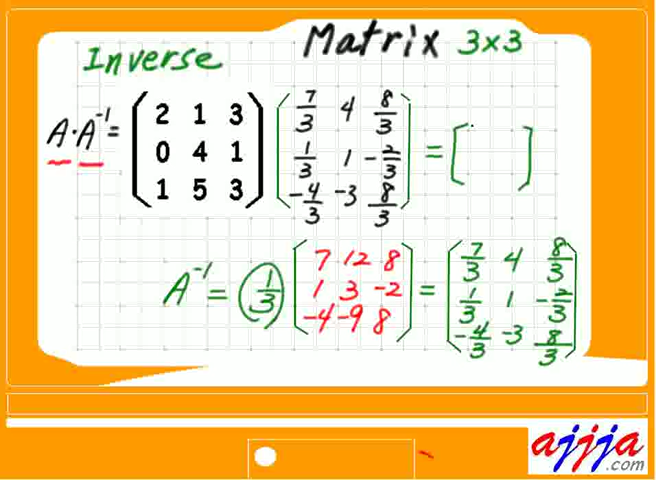 Matrix 3×3
Inverse
A·A⁻¹ = (2 1 3 0 4 1 1 5 3) [7/3 4 8/3 1/3 1 -2/3 -4/3 -3 8/3] = [ ]
A⁻¹ = (1/3) [7 12 8 1 3 -2 -4 -9 8] = [7/3 4 8/3 1/3 1 -2/3 -4/3 -3 8/3]
ajjja
.com